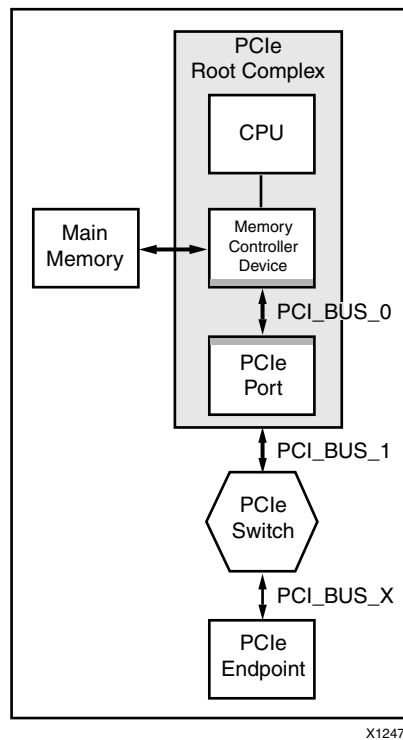 PCIe
Root Complex
CPU
Main
Memory
Memory
Controller
Device
PCI_BUS_0
PCIe
Port
PCI_BUS_1
PCIe
Switch
PCI_BUS_X
PCIe
Endpoint
X1247